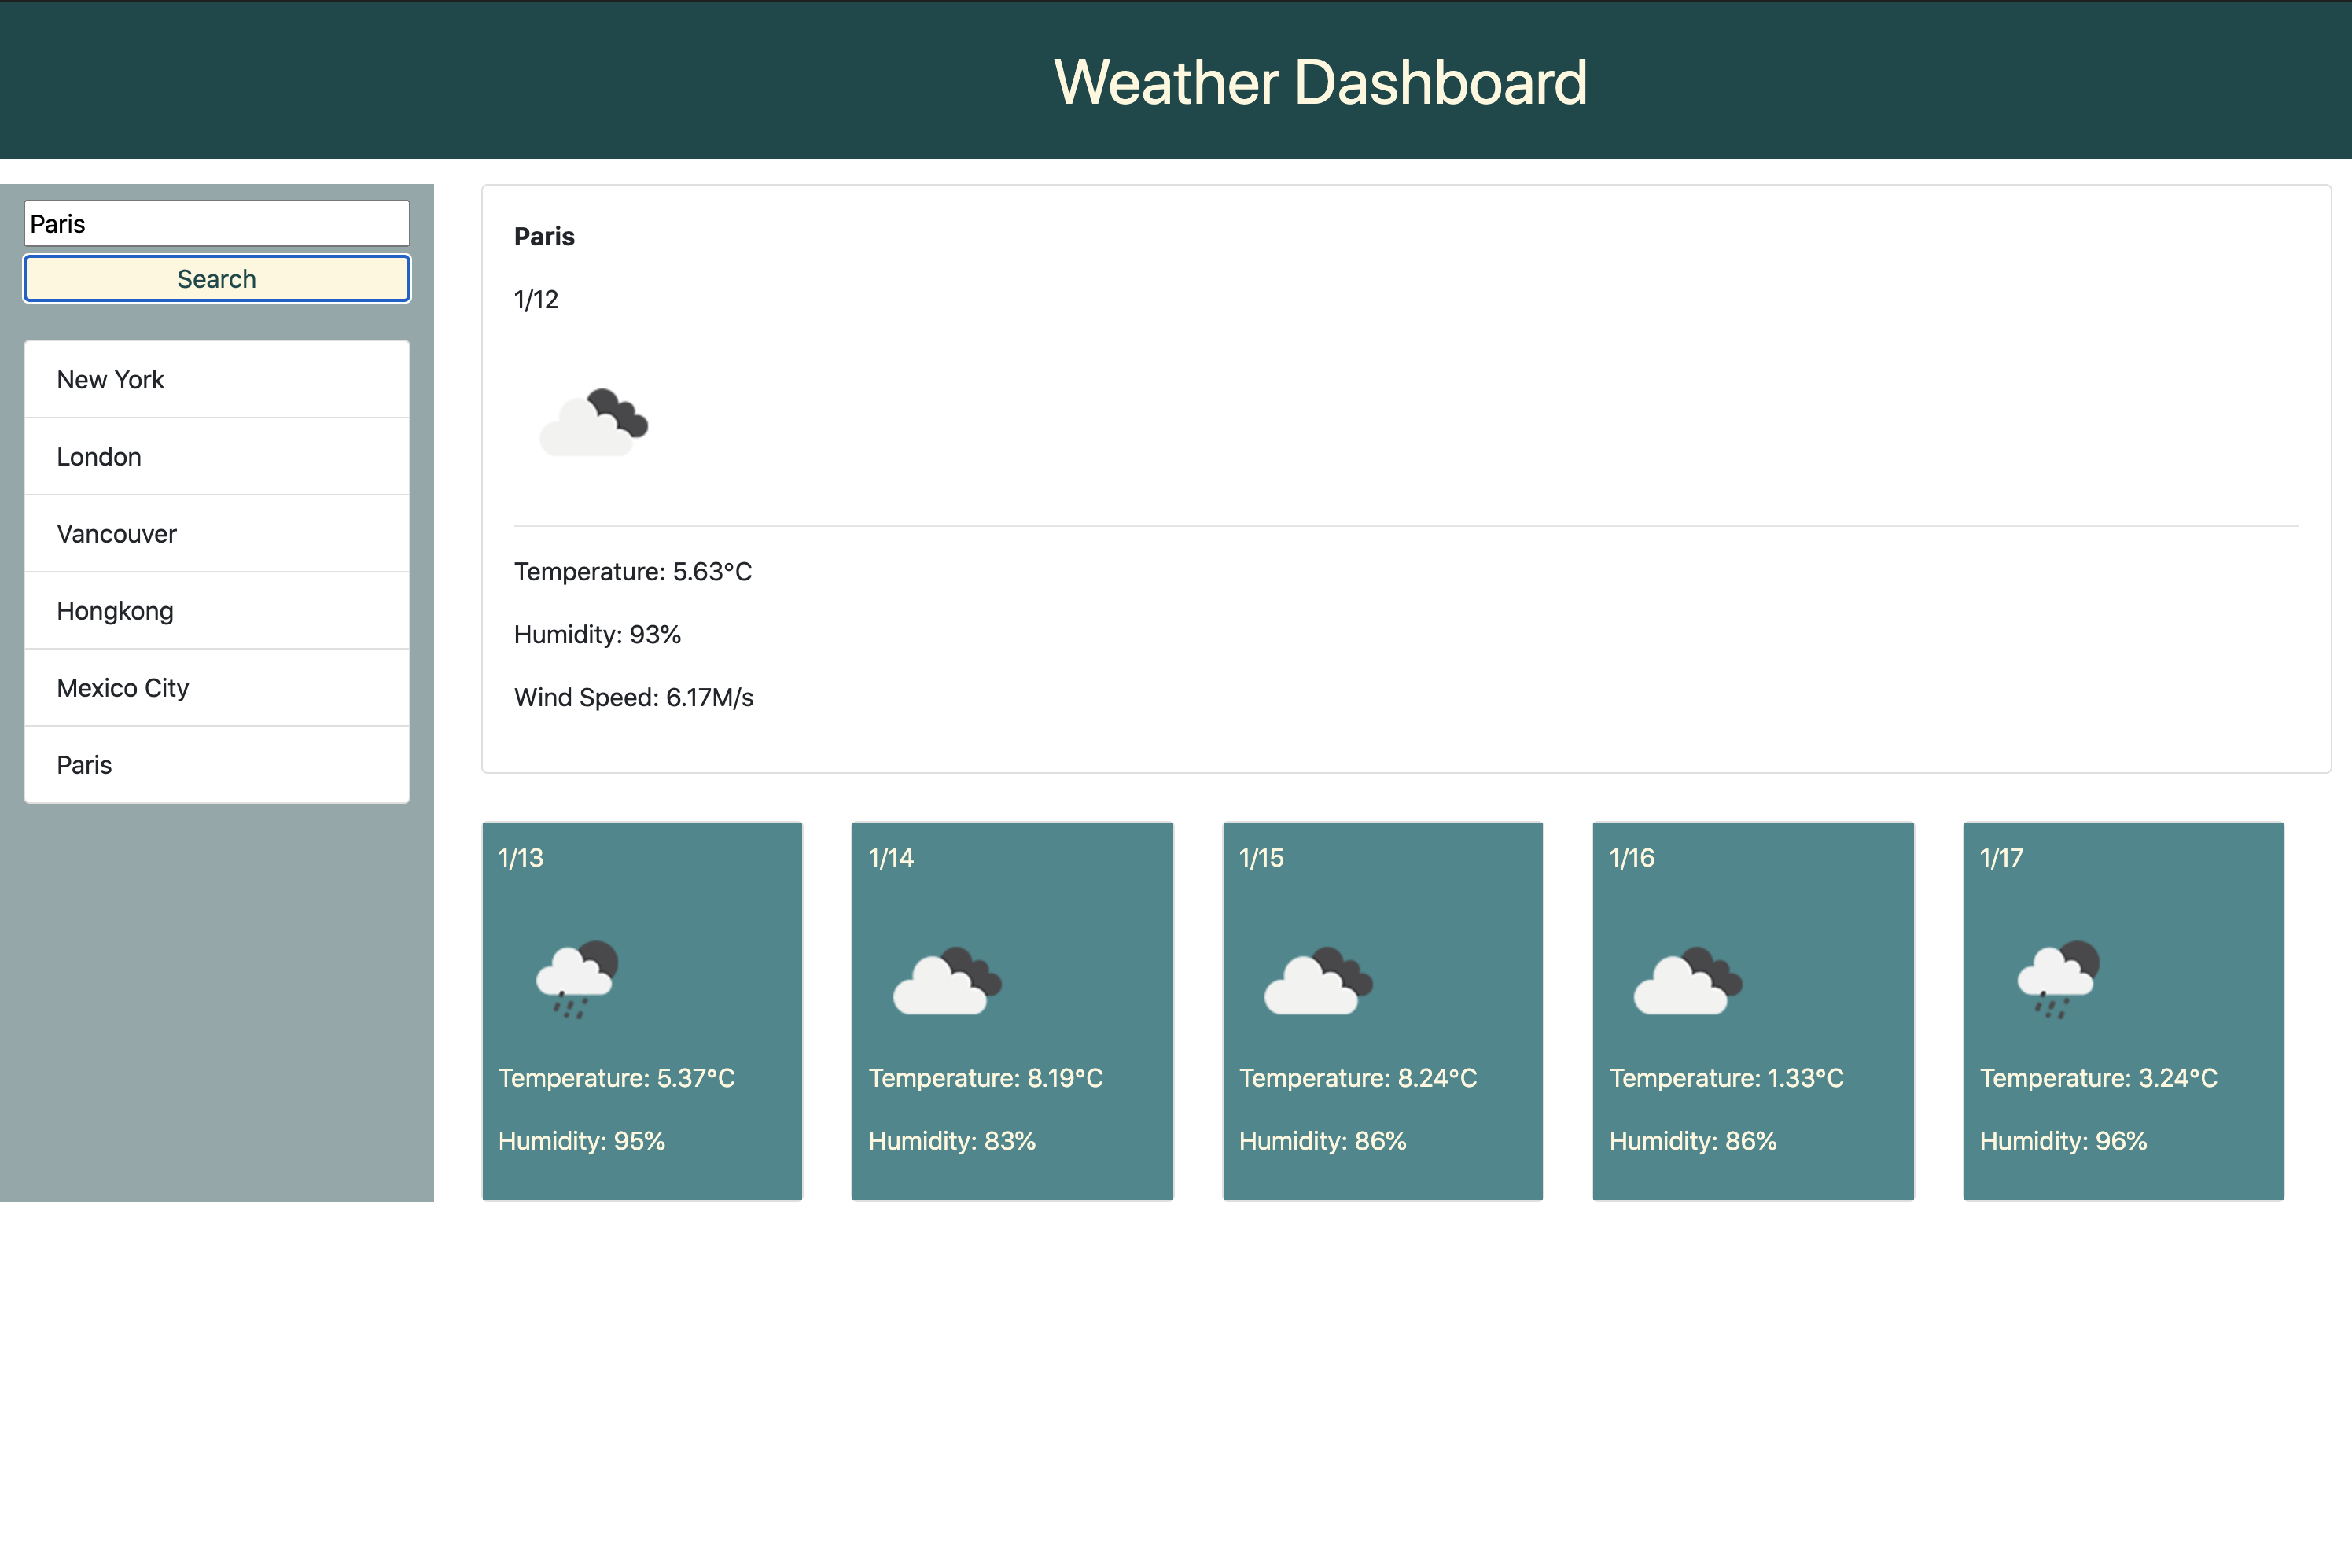 Weather Dashboard
Paris
Search
New York
London
Vancouver
Hongkong
Mexico City
Paris
Paris
1/12
Temperature: 5.63°C
Humidity: 93%
Wind Speed: 6.17M/s
1/13
Temperature: 5.37°C
Humidity: 95%
1/14
Temperature: 8.19°C
Humidity: 83%
1/15
Temperature: 8.24°C
Humidity: 86%
1/16
Temperature: 1.33°C
Humidity: 86%
1/17
Temperature: 3.24°C
Humidity: 96%